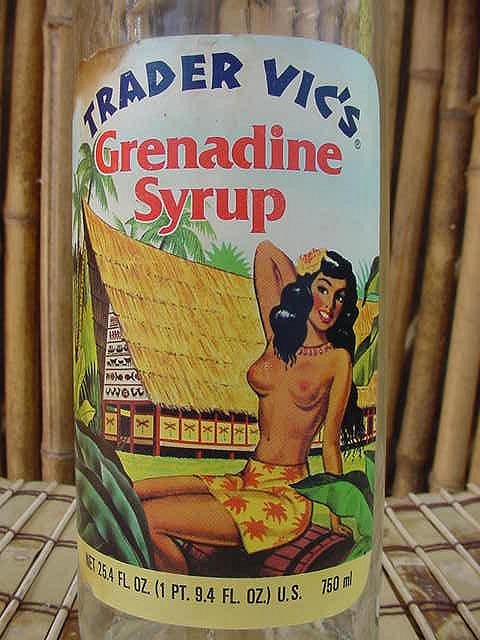 TRADER VIC'S®
Grenadine
Syrup
NET 25.4 FL. OZ. (1 PT. 9.4 FL. OZ.) U.S. 750 ml